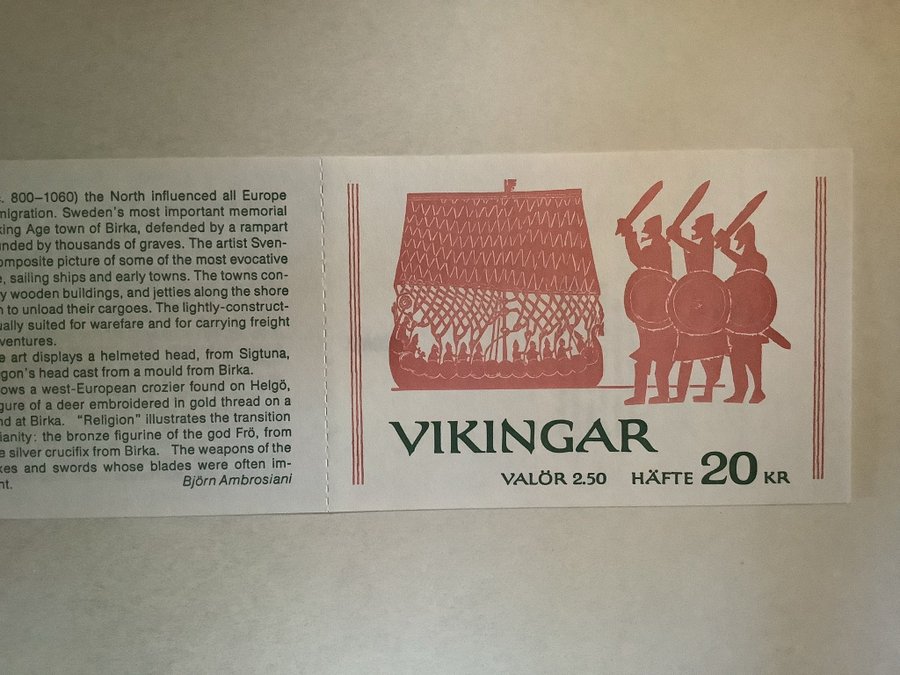 . 800–1060) the North influenced all Europe
migration. Sweden's most important memorial
king Age town of Birka, defended by a rampart
unded by thousands of graves. The artist Sven-
omposite picture of some of the most evocative
e, sailing ships and early towns. The towns con-
y wooden buildings, and jetties along the shore
n to unload their cargoes. The lightly-construct-
ually suited for warefare and for carrying freight
ventures.
e art displays a helmeted head, from Sigtuna,
agon's head cast from a mould from Birka.
ows a west-European crozier found on Helgö,
gure of a deer embroidered in gold thread on a
nd at Birka. "Religion" illustrates the transition
ianity: the bronze figurine of the god Frö, from
e silver crucifix from Birka. The weapons of the
xes and swords whose blades were often im-
nt.
Björn Ambrosiani
VIKINGAR
VALÖR 2.50 HÄFTE 20 KR